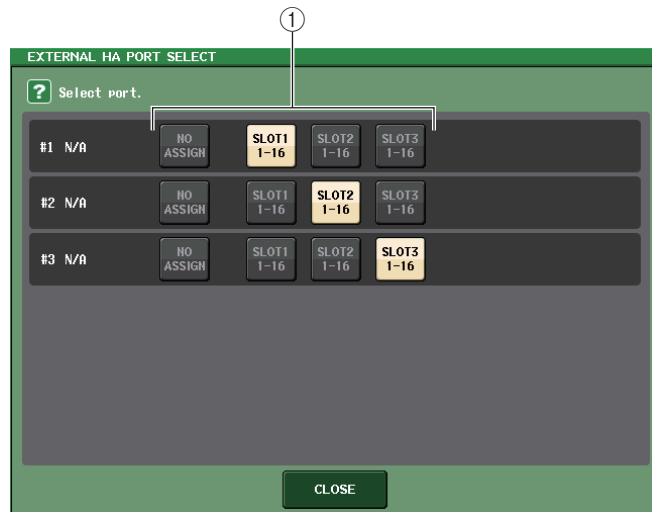 ①
EXTERNAL HA PORT SELECT
? Select port.
#1 N/A NO ASSIGN SLOT1 1-16 SLOT2 1-16 SLOT3 1-16
#2 N/A NO ASSIGN SLOT1 1-16 SLOT2 1-16 SLOT3 1-16
#3 N/A NO ASSIGN SLOT1 1-16 SLOT2 1-16 SLOT3 1-16
CLOSE